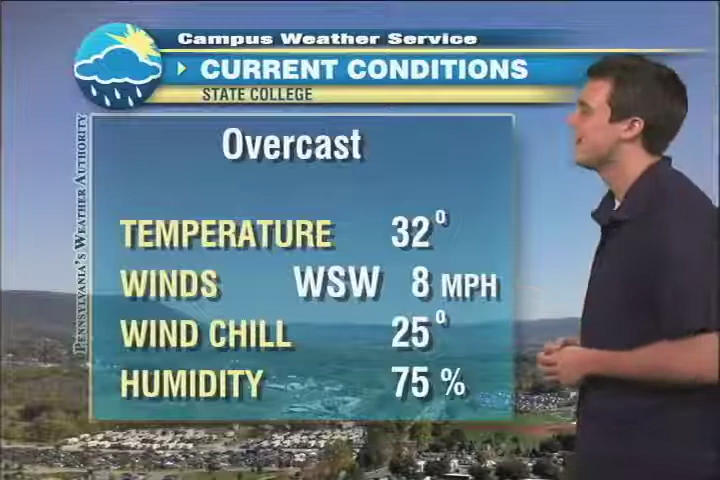 Campus Weather Service
CURRENT CONDITIONS
STATE COLLEGE
PENNSYLVANIA'S WEATHER AUTHORITY
Overcast
TEMPERATURE 32°
WINDS WSW 8 MPH
WIND CHILL 25°
HUMIDITY 75 %